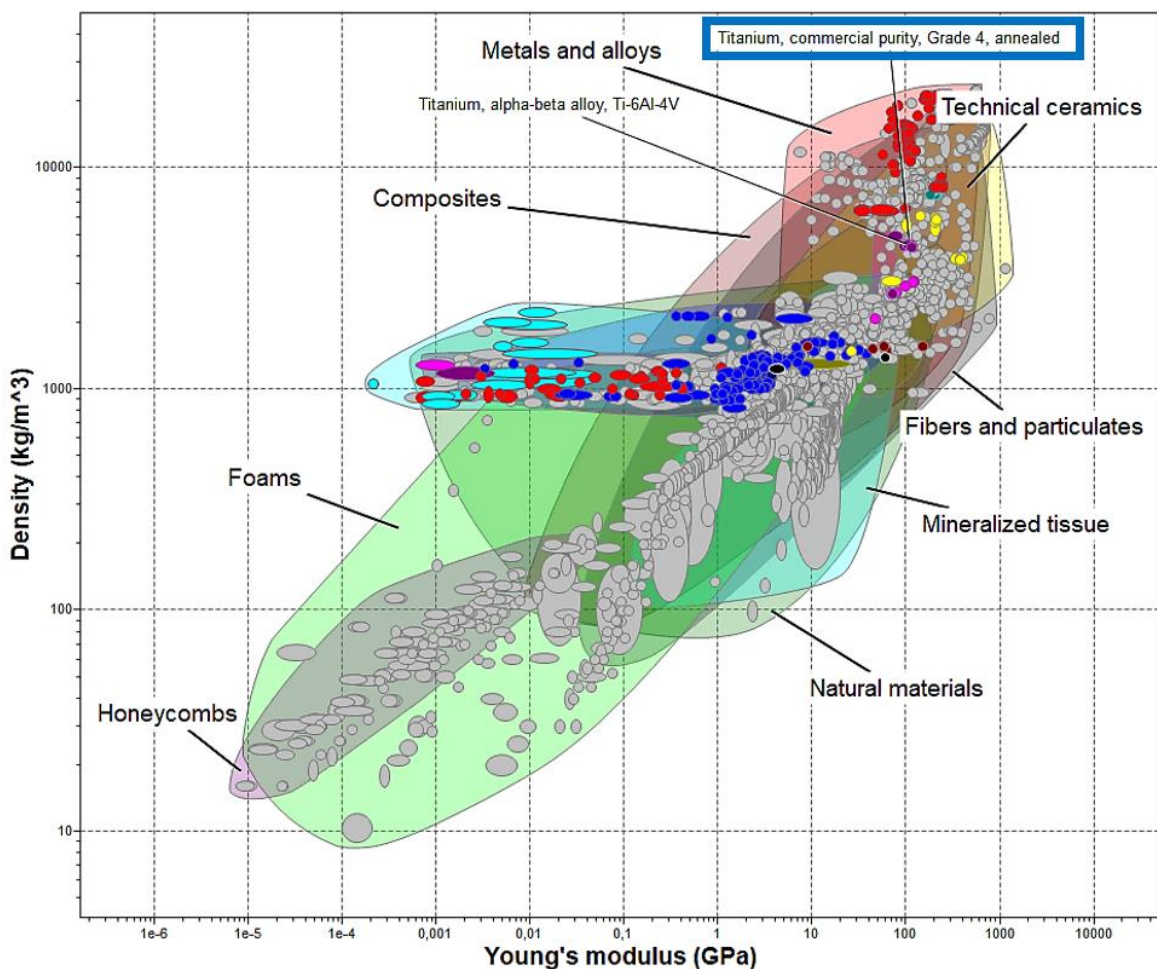 Titanium, commercial purity, Grade 4, annealed
Metals and alloys
Titanium, alpha-beta alloy, Ti-6Al-4V
Technical ceramics
Composites
Fibers and particulates
Foams
Mineralized tissue
Natural materials
Honeycombs
Density (kg/m^3)
10000
1000
100
10
1e-6
1e-5
1e-4
0,001
0,01
0,1
1
10
100
1000
10000
Young's modulus (GPa)